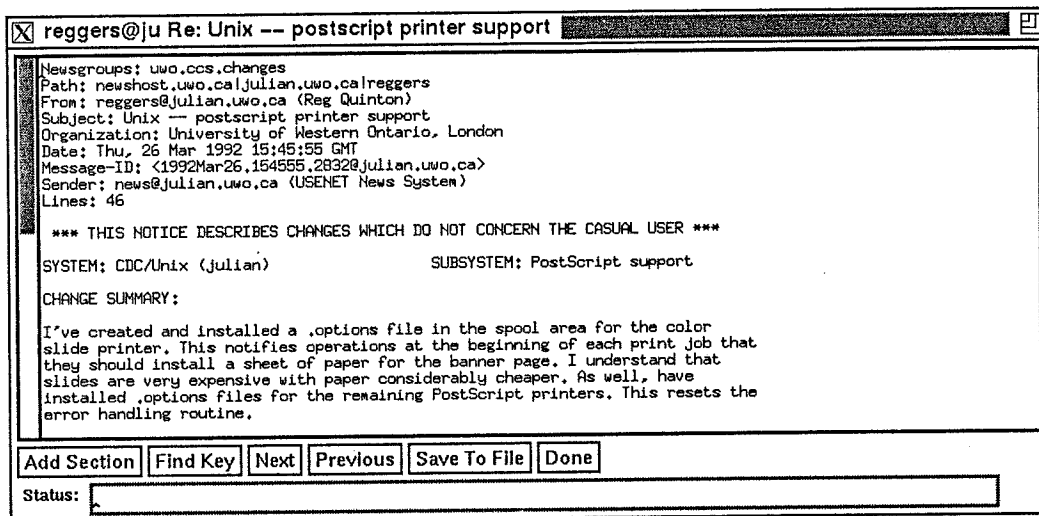 reggers@ju Re: Unix -- postscript printer support
Newsgroups: uwo.ccs.changes
Path: newshost.uwo.ca!julian.uwo.ca!reggers
From: reggers@julian.uwo.ca (Reg Quinton)
Subject: Unix -- postscript printer support
Organization: University of Western Ontario, London
Date: Thu, 26 Mar 1992 15:45:55 GMT
Message-ID: <1992Mar26.154555.2832@julian.uwo.ca>
Sender: news@julian.uwo.ca (USENET News System)
Lines: 46
*** THIS NOTICE DESCRIBES CHANGES WHICH DO NOT CONCERN THE CASUAL USER ***
SYSTEM: CDC/Unix (julian) SUBSYSTEM: PostScript support
CHANGE SUMMARY:
I've created and installed a .options file in the spool area for the color
slide printer. This notifies operations at the beginning of each print job that
they should install a sheet of paper for the banner page. I understand that
slides are very expensive with paper considerably cheaper. As well, have
installed .options files for the remaining PostScript printers. This resets the
error handling routine.
Add Section Find Key Next Previous Save To File Done
Status: